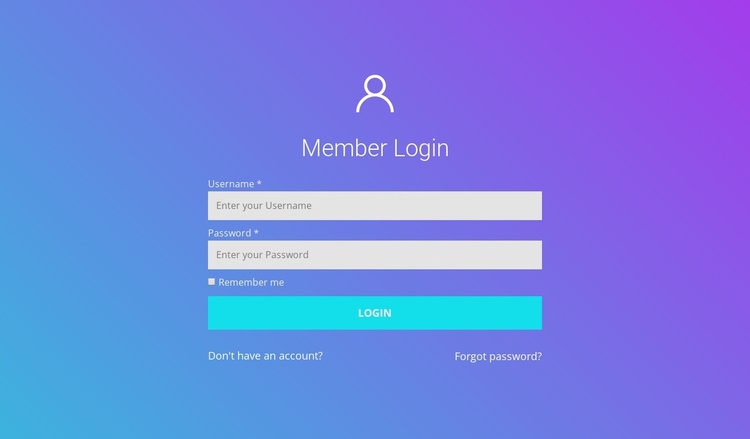 Member Login
Username *
Enter your Username
Password *
Enter your Password
Remember me
LOGIN
Don't have an account? Forgot password?